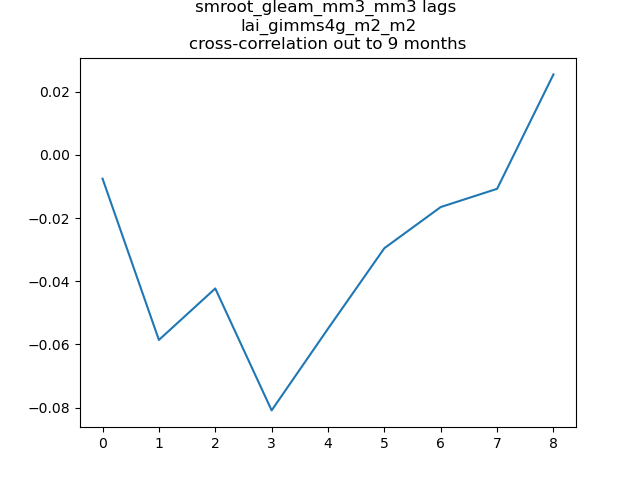 smroot_gleam_mm3_mm3 lags
lai_gimms4g_m2_m2
cross-correlation out to 9 months
0.02
0.00
−0.02
−0.04
−0.06
−0.08
0 1 2 3 4 5 6 7 8